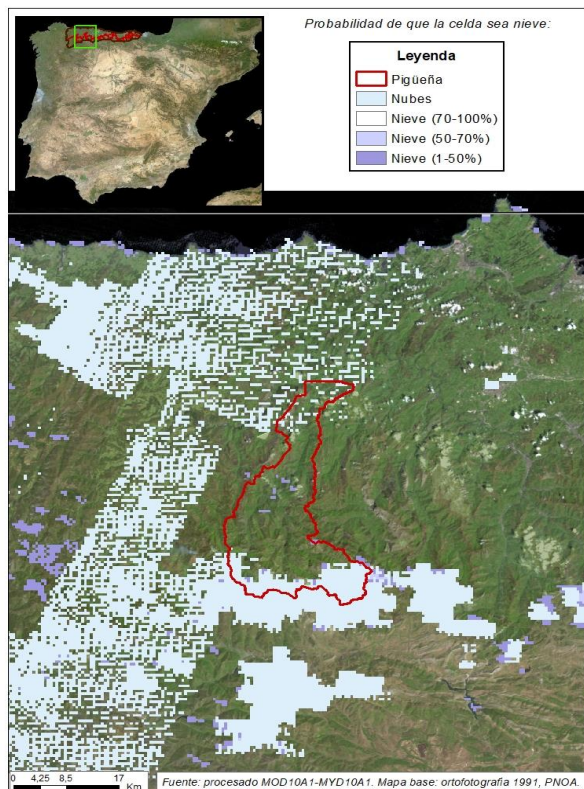 Probabilidad de que la celda sea nieve:
Leyenda
Pigüeña
Nubes
Nieve (70-100%)
Nieve (50-70%)
Nieve (1-50%)
0 4,25 8,5 17
Km
Fuente: procesado MOD10A1-MYD10A1. Mapa base: ortofotografia 1991, PNOA.